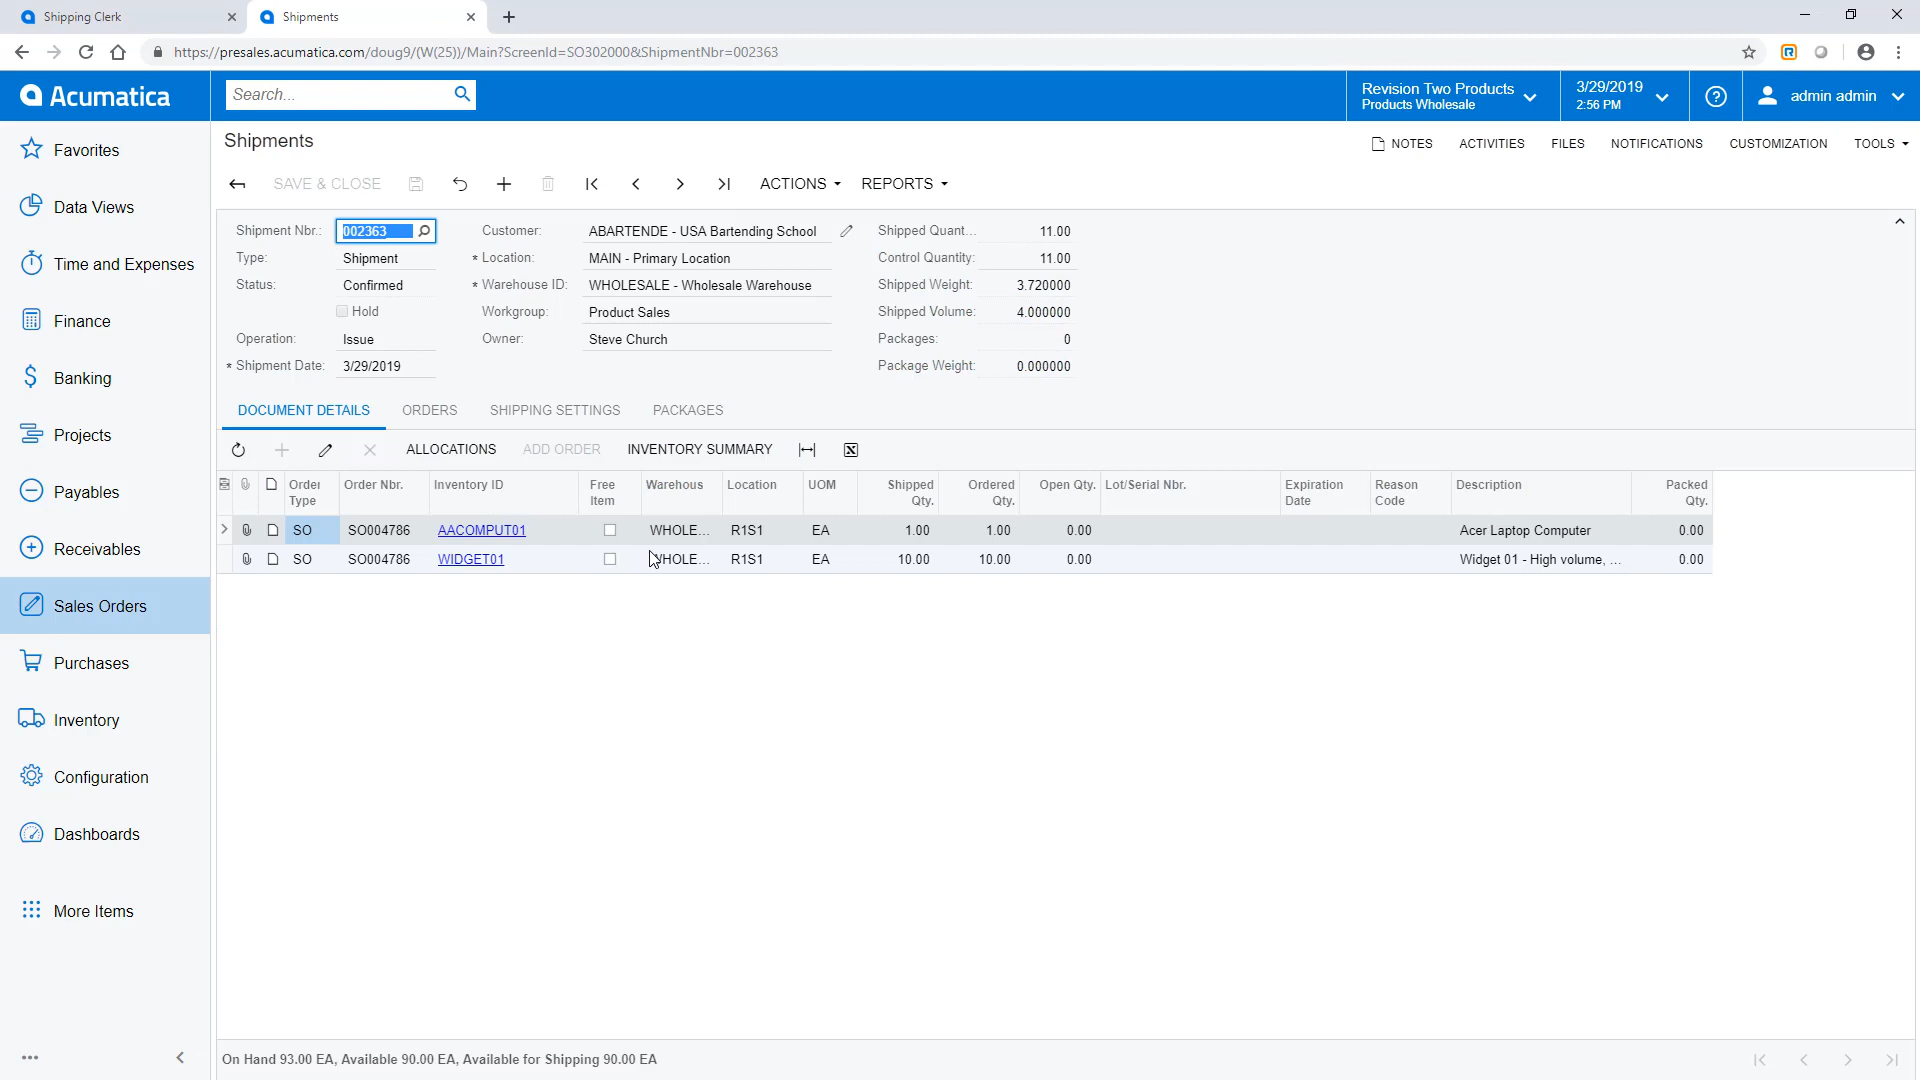 Shipping Clerk
Shipments
https://presales.acumatica.com/doug9/(W(25))/Main?ScreenId=SO302000&ShipmentNbr=002363
Acumatica
Search...
Revision Two Products
Products Wholesale
3/29/2019
2:56 PM
admin admin
Favorites
Data Views
Time and Expenses
Finance
Banking
Projects
Payables
Receivables
Sales Orders
Purchases
Inventory
Configuration
Dashboards
More Items
Shipments
NOTES ACTIVITIES FILES NOTIFICATIONS CUSTOMIZATION TOOLS
SAVE & CLOSE ACTIONS REPORTS
Shipment Nbr.: 002363 Customer: ABARTENDE - USA Bartending School Shipped Quant... 11.00
Type: Shipment * Location: MAIN - Primary Location Control Quantity: 11.00
Status: Confirmed * Warehouse ID: WHOLESALE - Wholesale Warehouse Shipped Weight: 3.720000
Hold Workgroup: Product Sales Shipped Volume: 4.000000
Operation: Issue Owner: Steve Church Packages: 0
* Shipment Date: 3/29/2019 Package Weight: 0.000000
DOCUMENT DETAILS ORDERS SHIPPING SETTINGS PACKAGES
ALLOCATIONS ADD ORDER INVENTORY SUMMARY
Order Type Order Nbr. Inventory ID Free Item Warehous Location UOM Shipped Qty. Ordered Qty. Open Qty. Lot/Serial Nbr. Expiration Date Reason Code Description Packed Qty.
SO SO004786 AACOMPUT01 WHOLE... R1S1 EA 1.00 1.00 0.00 Acer Laptop Computer 0.00
SO SO004786 WIDGET01 WHOLE... R1S1 EA 10.00 10.00 0.00 Widget 01 - High volume, ... 0.00
On Hand 93.00 EA, Available 90.00 EA, Available for Shipping 90.00 EA